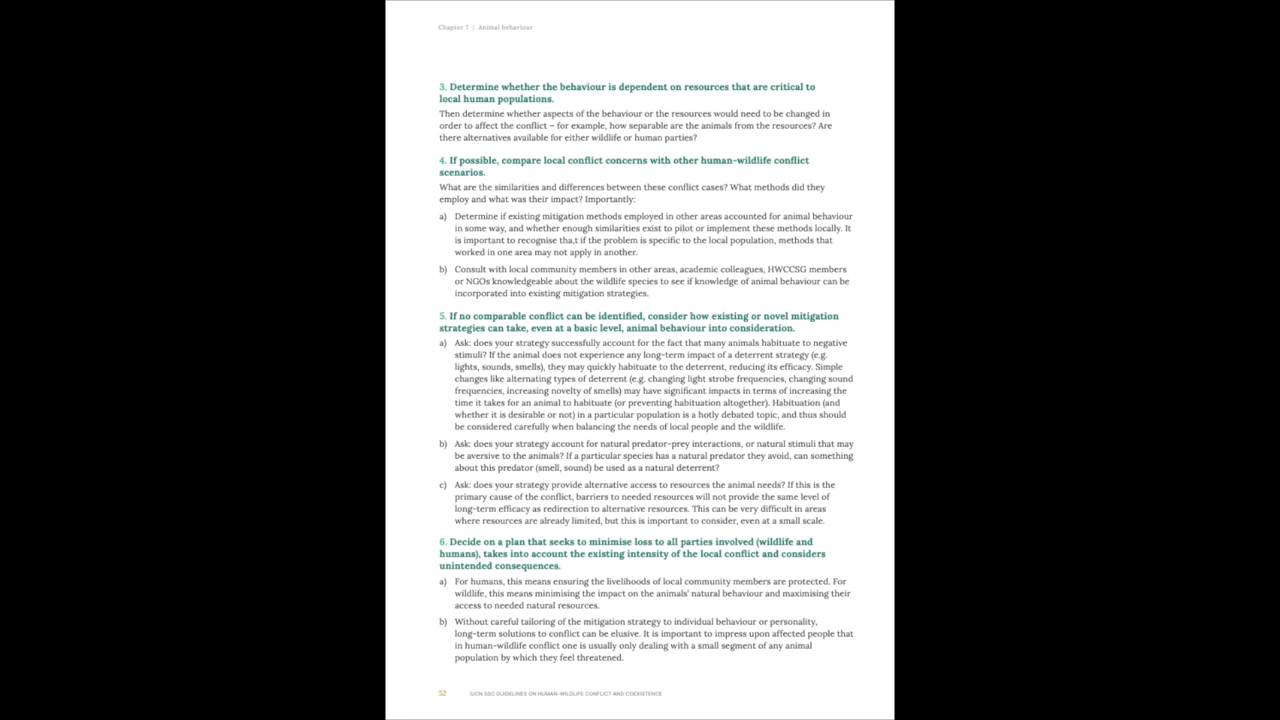 Chapter 7 | Animal behaviour
3. Determine whether the behaviour is dependent on resources that are critical to
local human populations.
Then determine whether aspects of the behaviour or the resources would need to be changed in
order to affect the conflict – for example, how separable are the animals from the resources? Are
there alternatives available for either wildlife or human parties?
4. If possible, compare local conflict concerns with other human-wildlife conflict
scenarios.
What are the similarities and differences between these conflict cases? What methods did they
employ and what was their impact? Importantly:
a) Determine if existing mitigation methods employed in other areas accounted for animal behaviour
in some way, and whether enough similarities exist to pilot or implement these methods locally. It
is important to recognise tha,t if the problem is specific to the local population, methods that
worked in one area may not apply in another.
b) Consult with local community members in other areas, academic colleagues, HWCCSG members
or NGOs knowledgeable about the wildlife species to see if knowledge of animal behaviour can be
incorporated into existing mitigation strategies.
5. If no comparable conflict can be identified, consider how existing or novel mitigation
strategies can take, even at a basic level, animal behaviour into consideration.
a) Ask: does your strategy successfully account for the fact that many animals habituate to negative
stimuli? If the animal does not experience any long-term impact of a deterrent strategy (e.g.
lights, sounds, smells), they may quickly habituate to the deterrent, reducing its efficacy. Simple
changes like alternating types of deterrent (e.g. changing light strobe frequencies, changing sound
frequencies, increasing novelty of smells) may have significant impacts in terms of increasing the
time it takes for an animal to habituate (or preventing habituation altogether). Habituation (and
whether it is desirable or not) in a particular population is a hotly debated topic, and thus should
be considered carefully when balancing the needs of local people and the wildlife.
b) Ask: does your strategy account for natural predator-prey interactions, or natural stimuli that may
be aversive to the animals? If a particular species has a natural predator they avoid, can something
about this predator (smell, sound) be used as a natural deterrent?
c) Ask: does your strategy provide alternative access to resources the animal needs? If this is the
primary cause of the conflict, barriers to needed resources will not provide the same level of
long-term efficacy as redirection to alternative resources. This can be very difficult in areas
where resources are already limited, but this is important to consider, even at a small scale.
6. Decide on a plan that seeks to minimise loss to all parties involved (wildlife and
humans), takes into account the existing intensity of the local conflict and considers
unintended consequences.
a) For humans, this means ensuring the livelihoods of local community members are protected. For
wildlife, this means minimising the impact on the animals' natural behaviour and maximising their
access to needed natural resources.
b) Without careful tailoring of the mitigation strategy to individual behaviour or personality,
long-term solutions to conflict can be elusive. It is important to impress upon affected people that
in human-wildlife conflict one is usually only dealing with a small segment of any animal
population by which they feel threatened.
52 IUCN SSC GUIDELINES ON HUMAN-WILDLIFE CONFLICT AND COEXISTENCE